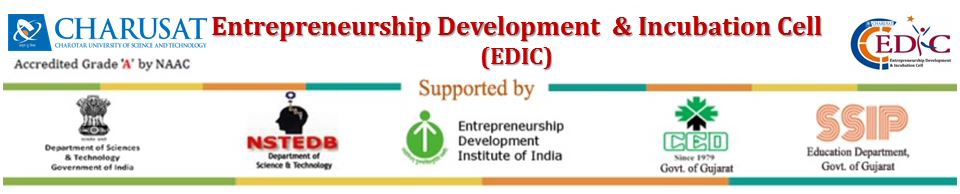 CHARUSAT
CHAROTAR UNIVERSITY OF SCIENCE AND TECHNOLOGY
Accredited Grade 'A' by NAAC
Entrepreneurship Development & Incubation Cell
(EDIC)
EDIC
Entrepreneurship Development
& Incubation Cell
Supported by
Department of Sciences
& Technology
Government of India
NSTEDB
Department of
Science & Technology
Entrepreneurship
Development
Institute of India
CED
Since 1979
Govt. of Gujarat
SSIP
Education Department,
Govt. of Gujarat